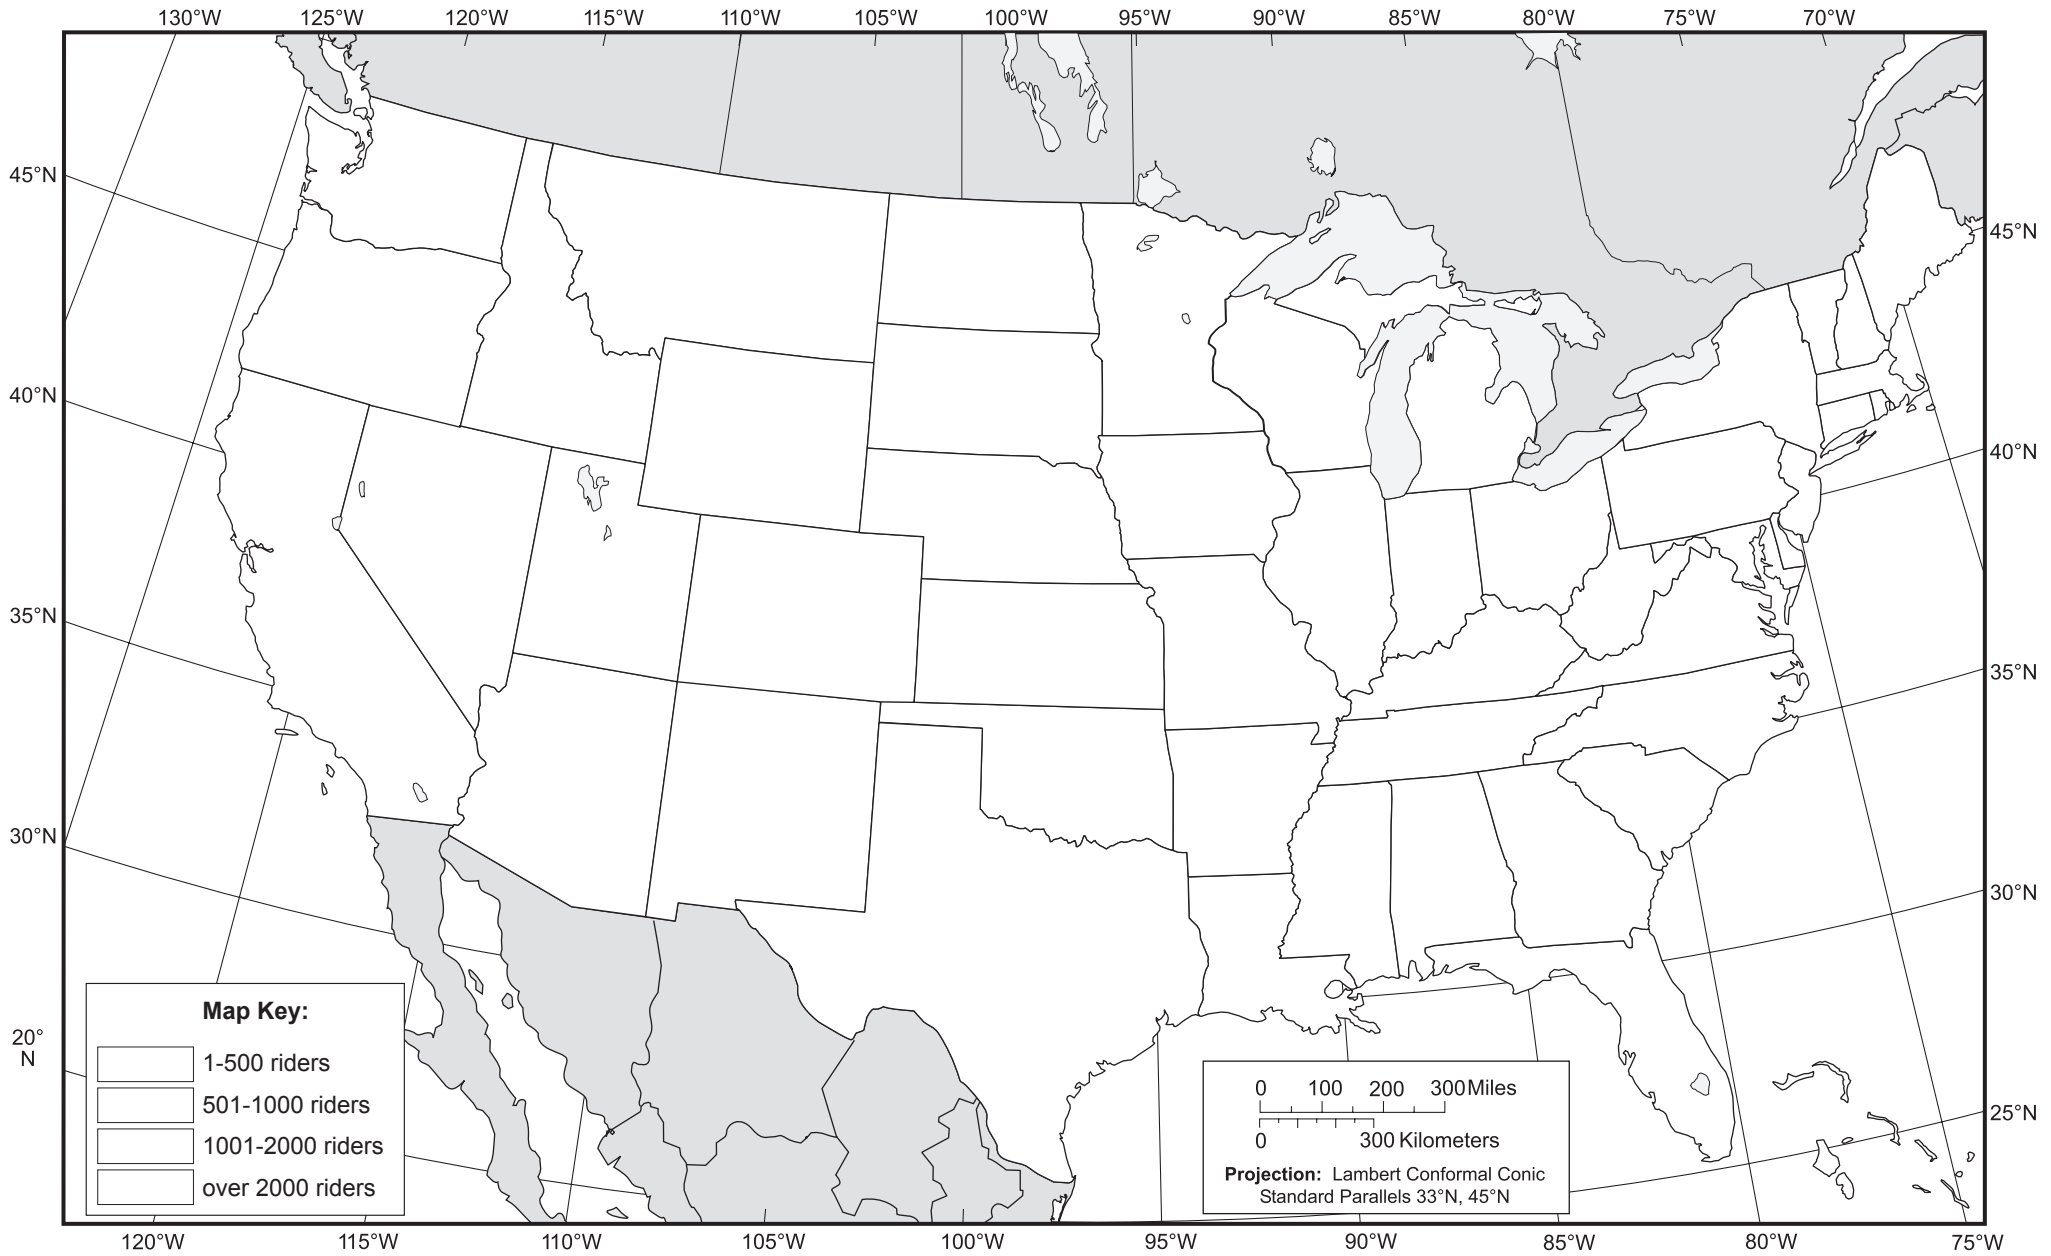 130°W 125°W 120°W 115°W 110°W 105°W 100°W 95°W 90°W 85°W 80°W 75°W 70°W
45°N
45°N
40°N
40°N
35°N
35°N
30°N
30°N
20°
N
25°N
Map Key:
1-500 riders
501-1000 riders
1001-2000 riders
over 2000 riders
0 100 200 300 Miles
0 300 Kilometers
Projection: Lambert Conformal Conic
Standard Parallels 33°N, 45°N
120°W 115°W 110°W 105°W 100°W 95°W 90°W 85°W 80°W 75°W